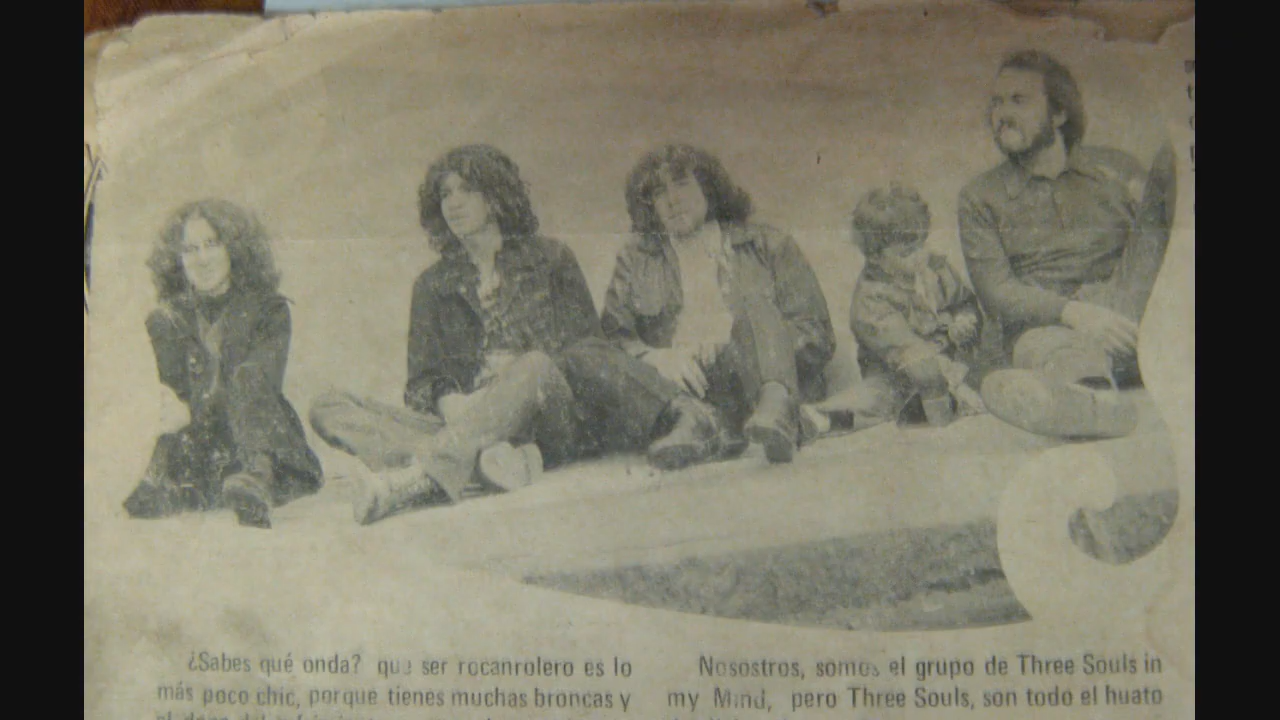 ¿Sabes qué onda? que ser rocanrolero es lo
más poco chic, porque tienes muchas broncas y
Nosostros, somos el grupo de Three Souls in
my Mind, pero Three Souls, son todo el huato